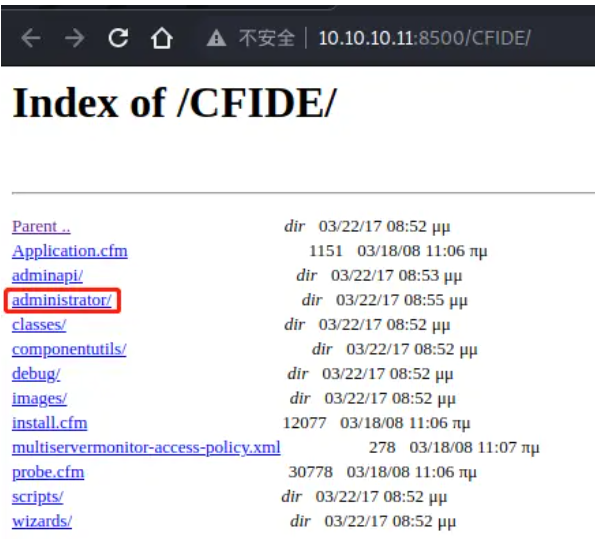 不安全 10.10.10.11:8500/CFIDE/
Index of /CFIDE/
Parent .. dir 03/22/17 08:52 μμ
Application.cfm 1151 03/18/08 11:06 πμ
adminapi/ dir 03/22/17 08:53 μμ
administrator/ dir 03/22/17 08:55 μμ
classes/ dir 03/22/17 08:52 μμ
componentutils/ dir 03/22/17 08:52 μμ
debug/ dir 03/22/17 08:52 μμ
images/ dir 03/22/17 08:52 μμ
install.cfm 12077 03/18/08 11:06 πμ
multiservermonitor-access-policy.xml 278 03/18/08 11:07 πμ
probe.cfm 30778 03/18/08 11:06 πμ
scripts/ dir 03/22/17 08:52 μμ
wizards/ dir 03/22/17 08:52 μμ